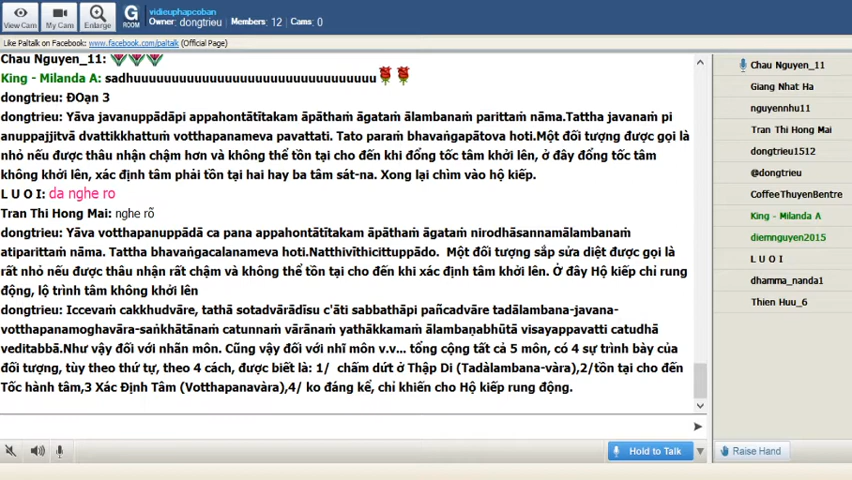 View Cam
My Cam
Enlarge
G
ROOM
vidieuphapcoban
Owner: dongtrieu Members: 12 Cams: 0
Like Paltalk on Facebook: www.facebook.com/paltalk (Official Page)
Chau Nguyen_11:
King - Milanda A: sadhuuuuuuuuuuuuuuuuuuuuuuuuuuuuuuuu
dongtrieu: ĐOạn 3
dongtrieu: Yāva javanuppādāpi appahontātītakam āpāthaṁ āgataṁ ālambanaṁ parittaṁ nāma.Tattha javanaṁ pi
anuppajjitvā dvattikkhattuṁ votthapanameva pavattati. Tato paraṁ bhavaṅgapātova hoti.Một đối tượng được gọi là
nhỏ nếu được thâu nhận chậm hơn và không thể tồn tại cho đến khi đổng tốc tâm khởi lên, ở đây đổng tốc tâm
không khởi lên, xác định tâm phải tồn tại hai hay ba tâm sát-na. Xong lại chìm vào hộ kiếp.
L U O I: da nghe ro
Tran Thi Hong Mai: nghe rõ
dongtrieu: Yāva votthapanuppādā ca pana appahontātītakaṁ āpāthaṁ āgataṁ nirodhāsannamālambanaṁ
atiparittaṁ nāma. Tattha bhavaṅgacalanameva hoti.Natthivīthicittuppādo. Một đối tượng sắp sửa diệt được gọi là
rất nhỏ nếu được thâu nhận rất chậm và không thể tồn tại cho đến khi xác định tâm khởi lên. Ở đây Hộ kiếp chỉ rung
động, lộ trình tâm không khởi lên
dongtrieu: Iccevaṁ cakkhudvāre, tathā sotadvārādīsu c'āti sabbathāpi pañcadvāre tadālambana-javana-
votthapanamoghavāra-saṅkhātānaṁ catunnaṁ vārānaṁ yathākkamaṁ ālambaṇabhūtā visayappavatti catudhā
veditabbā.Như vậy đối với nhãn môn. Cũng vậy đối với nhĩ môn v.v... tổng cộng tất cả 5 môn, có 4 sự trình bày của
đối tượng, tùy theo thứ tự, theo 4 cách, được biết là: 1/ chấm dứt ở Thập Di (Tadàlambana-vàra),2/tồn tại cho đến
Tốc hành tâm,3 Xác Định Tâm (Votthapanavàra),4/ ko đáng kể, chỉ khiến cho Hộ kiếp rung động.
Hold to Talk
Raise Hand
Chau Nguyen_11
Giang Nhat Ha
nguyennhu11
Tran Thi Hong Mai
dongtrieu1512
@dongtrieu
CoffeeThuyenBentre
King - Milanda A
diemnguyen2015
L U O I
dhamma_nanda1
Thien Huu_6